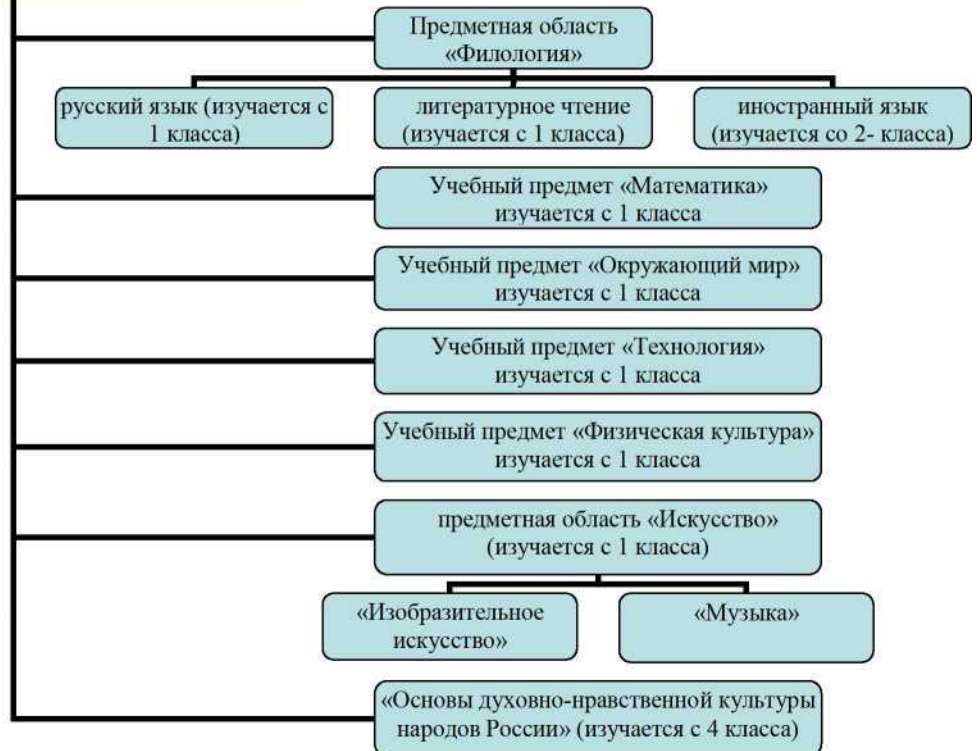 Предметная область
«Филология»
русский язык (изучается с
1 класса)
литературное чтение
(изучается с 1 класса)
иностранный язык
(изучается со 2- класса)
Учебный предмет «Математика»
изучается с 1 класса
Учебный предмет «Окружающий мир»
изучается с 1 класса
Учебный предмет «Технология»
изучается с 1 класса
Учебный предмет «Физическая культура»
изучается с 1 класса
предметная область «Искусство»
(изучается с 1 класса)
«Изобразительное
искусство»
«Музыка»
«Основы духовно-нравственной культуры
народов России» (изучается с 4 класса)